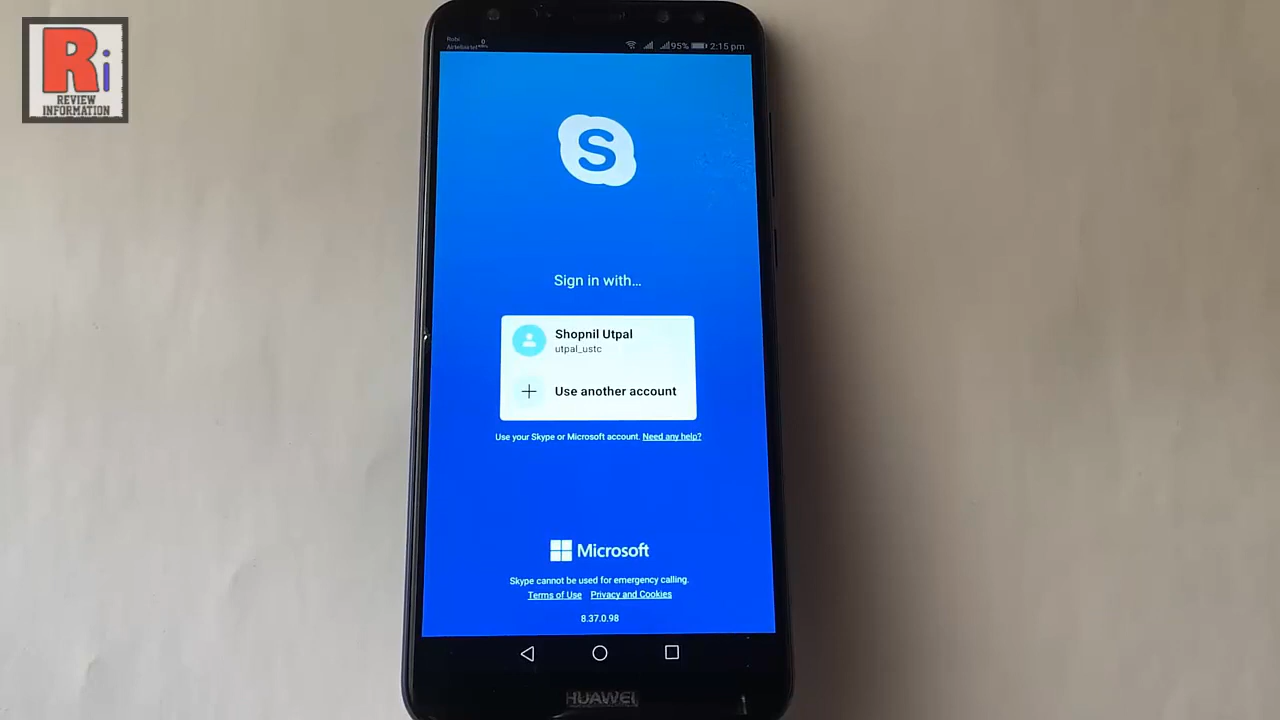 Ri
REVIEW
INFORMATION
Robi
95% 2:15 pm
S
Sign in with...
Shopnil Utpal
utpal_ustc
Use another account
Use your Skype or Microsoft account. Need any help?
Microsoft
Skype cannot be used for emergency calling.
Terms of Use Privacy and Cookies
8.37.0.98
HUAWEI